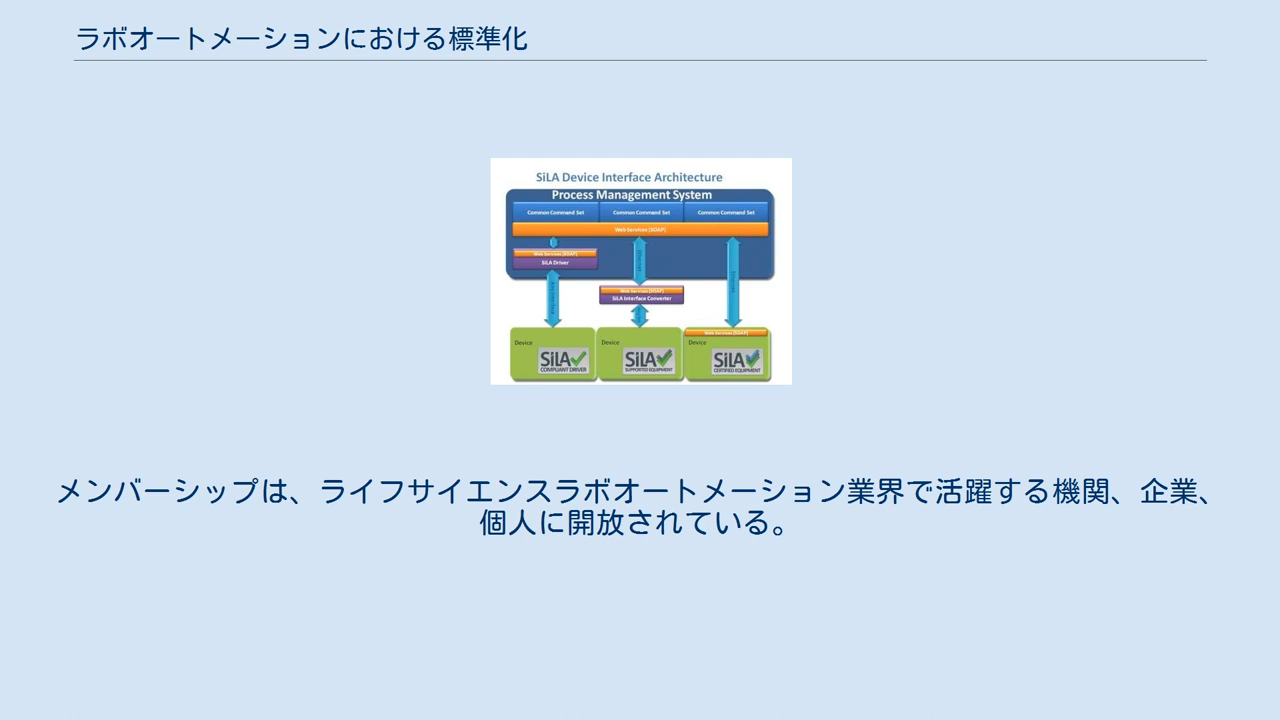 ラボオートメーションにおける標準化
SiLA Device Interface Architecture
Process Management System
Common Command Set
Common Command Set
Common Command Set
Web Services [SOAP]
Web Services [SOAP]
SiLA Driver
Ethernet
Ethernet
Web Services [SOAP]
SiLA Interface Converter
Web Services [SOAP]
Device
Device
Device
SiLA
COMPLIANT DRIVER
SiLA
SUPPORTED EQUIPMENT
SiLA
CERTIFIED EQUIPMENT
メンバーシップは、ライフサイエンスラボオートメーション業界で活躍する機関、企業、
個人に開放されている。